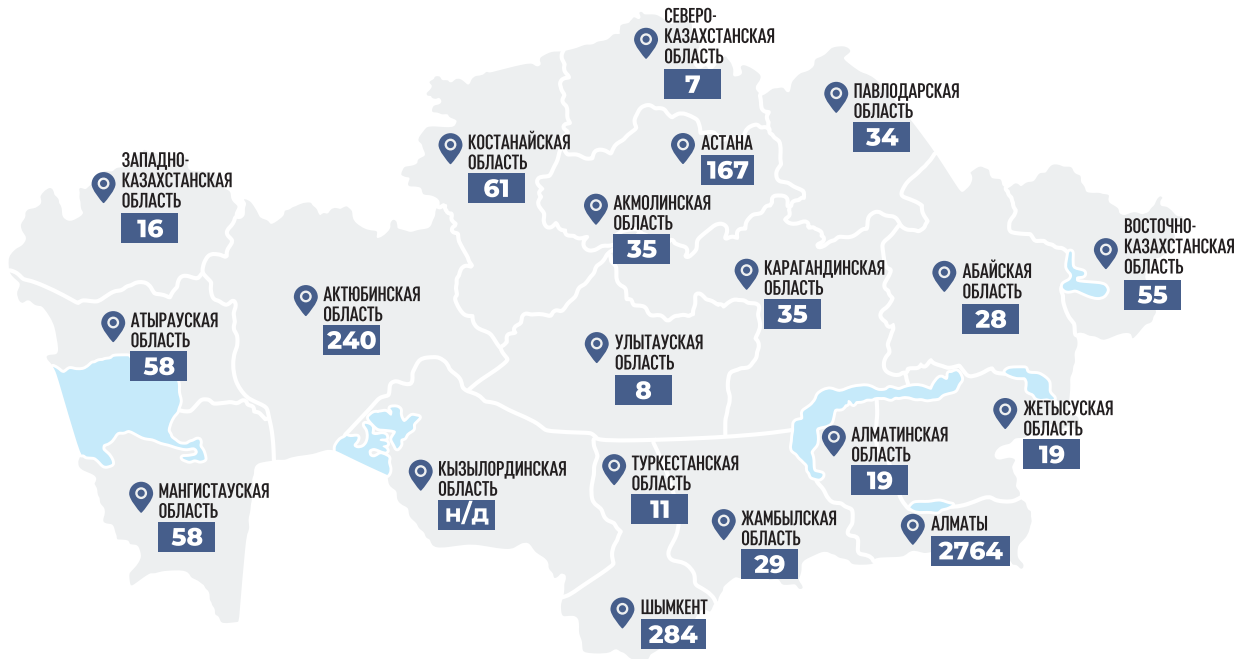 СЕВЕРО-
КАЗАХСТАНСКАЯ
ОБЛАСТЬ
7
ПАВЛОДАРСКАЯ
ОБЛАСТЬ
34
КОСТАНАЙСКАЯ
ОБЛАСТЬ
61
АСТАНА
167
ЗАПАДНО-
КАЗАХСТАНСКАЯ
ОБЛАСТЬ
16
АКМОЛИНСКАЯ
ОБЛАСТЬ
35
ВОСТОЧНО-
КАЗАХСТАНСКАЯ
ОБЛАСТЬ
55
КАРАГАНДИНСКАЯ
ОБЛАСТЬ
35
АБАЙСКАЯ
ОБЛАСТЬ
28
АКТЮБИНСКАЯ
ОБЛАСТЬ
240
АТЫРАУСКАЯ
ОБЛАСТЬ
58
УЛЫТАУСКАЯ
ОБЛАСТЬ
8
ЖЕТЫСУСКАЯ
ОБЛАСТЬ
19
АЛМАТИНСКАЯ
ОБЛАСТЬ
19
КЫЗЫЛОРДИНСКАЯ
ОБЛАСТЬ
н/д
ТУРКЕСТАНСКАЯ
ОБЛАСТЬ
11
МАНГИСТАУСКАЯ
ОБЛАСТЬ
58
ЖАМБЫЛСКАЯ
ОБЛАСТЬ
29
АЛМАТЫ
2764
ШЫМКЕНТ
284